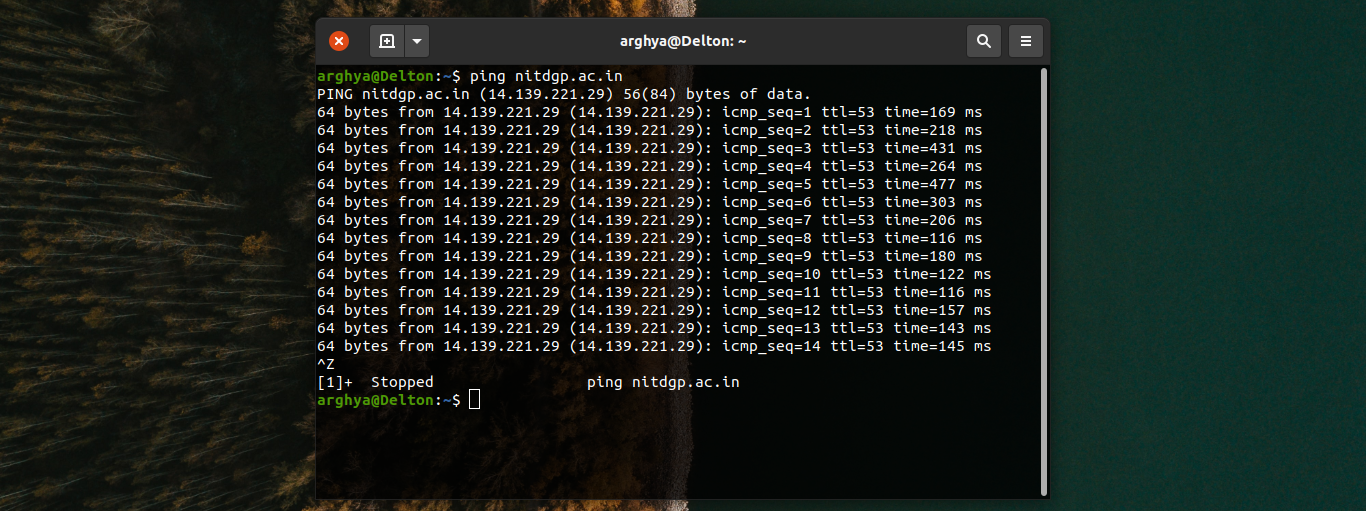 arghya@Delton: ~
arghya@Delton:~$ ping nitdgp.ac.in
PING nitdgp.ac.in (14.139.221.29) 56(84) bytes of data.
64 bytes from 14.139.221.29 (14.139.221.29): icmp_seq=1 ttl=53 time=169 ms
64 bytes from 14.139.221.29 (14.139.221.29): icmp_seq=2 ttl=53 time=218 ms
64 bytes from 14.139.221.29 (14.139.221.29): icmp_seq=3 ttl=53 time=431 ms
64 bytes from 14.139.221.29 (14.139.221.29): icmp_seq=4 ttl=53 time=264 ms
64 bytes from 14.139.221.29 (14.139.221.29): icmp_seq=5 ttl=53 time=477 ms
64 bytes from 14.139.221.29 (14.139.221.29): icmp_seq=6 ttl=53 time=303 ms
64 bytes from 14.139.221.29 (14.139.221.29): icmp_seq=7 ttl=53 time=206 ms
64 bytes from 14.139.221.29 (14.139.221.29): icmp_seq=8 ttl=53 time=116 ms
64 bytes from 14.139.221.29 (14.139.221.29): icmp_seq=9 ttl=53 time=180 ms
64 bytes from 14.139.221.29 (14.139.221.29): icmp_seq=10 ttl=53 time=122 ms
64 bytes from 14.139.221.29 (14.139.221.29): icmp_seq=11 ttl=53 time=116 ms
64 bytes from 14.139.221.29 (14.139.221.29): icmp_seq=12 ttl=53 time=157 ms
64 bytes from 14.139.221.29 (14.139.221.29): icmp_seq=13 ttl=53 time=143 ms
64 bytes from 14.139.221.29 (14.139.221.29): icmp_seq=14 ttl=53 time=145 ms
^Z
[1]+  Stopped                 ping nitdgp.ac.in
arghya@Delton:~$